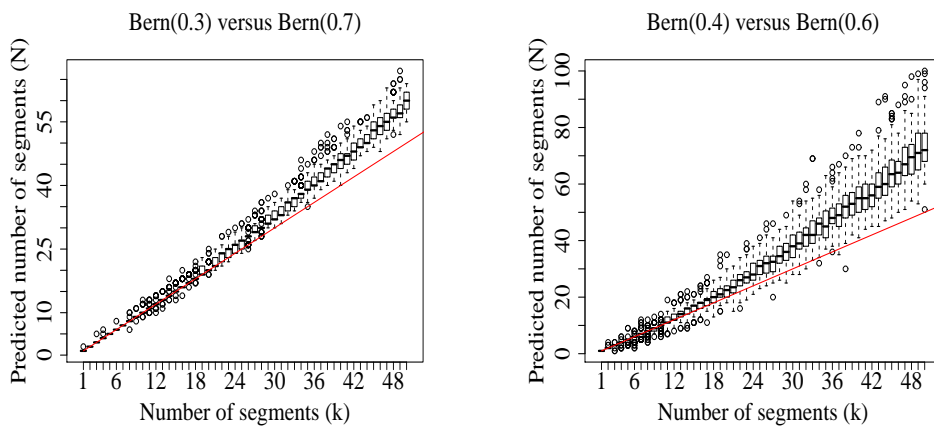 Bern(0.3) versus Bern(0.7)
Predicted number of segments (N)
55
40
25
10
0
1 6 12 18 24 30 36 42 48
Number of segments (k)
Bern(0.4) versus Bern(0.6)
Predicted number of segments (N)
100
80
60
40
20
0
1 6 12 18 24 30 36 42 48
Number of segments (k)